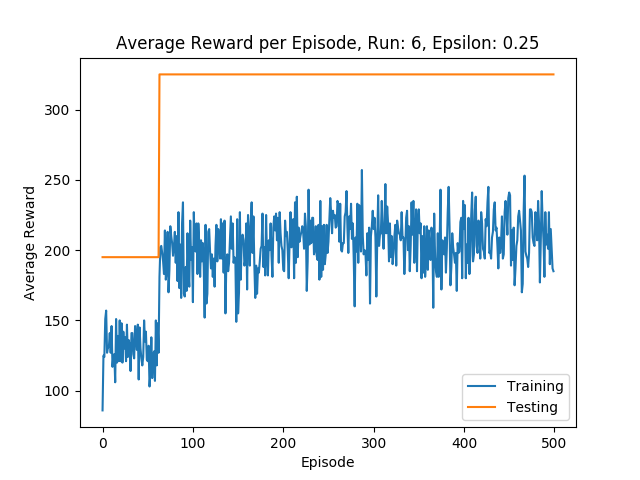 Average Reward per Episode, Run: 6, Epsilon: 0.25
Average Reward
300
250
200
150
100
0
100
200
300
400
500
Episode
Training
Testing